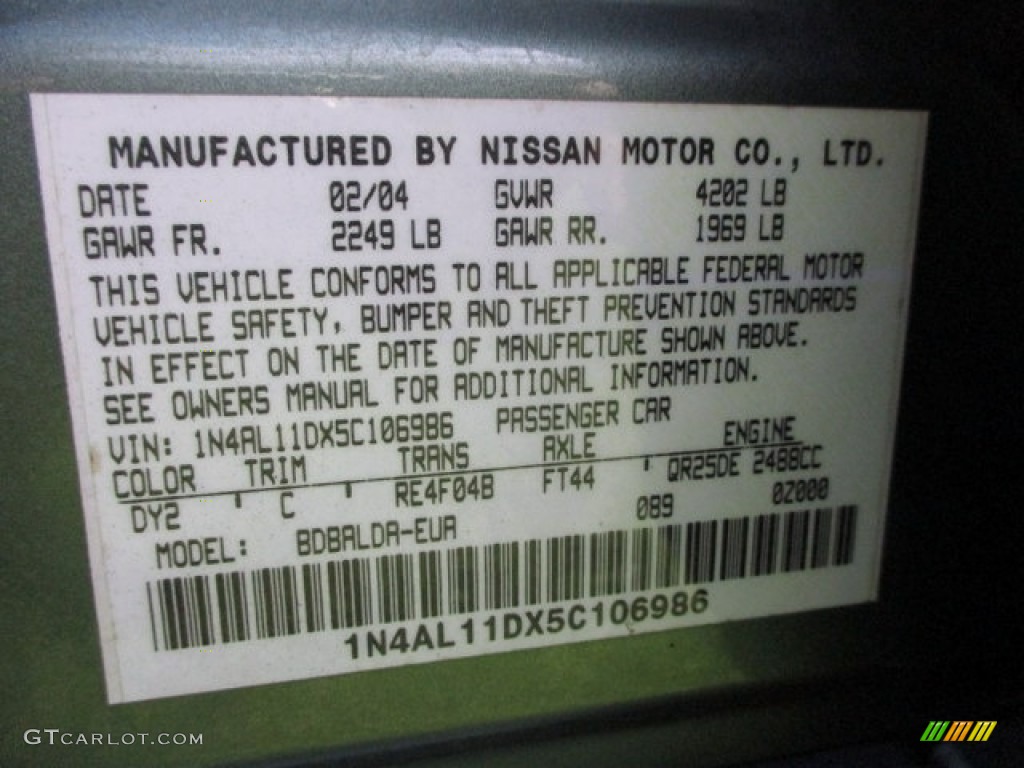 MANUFACTURED BY NISSAN MOTOR CO., LTD.
DATE 02/04 GVWR 4202 LB
GAWR FR. 2249 LB GAWR RR. 1969 LB
THIS VEHICLE CONFORMS TO ALL APPLICABLE FEDERAL MOTOR
VEHICLE SAFETY, BUMPER AND THEFT PREVENTION STANDARDS
IN EFFECT ON THE DATE OF MANUFACTURE SHOWN ABOVE.
SEE OWNERS MANUAL FOR ADDITIONAL INFORMATION.
VIN: 1N4AL11DX5C106986 PASSENGER CAR
COLOR TRIM TRANS AXLE ENGINE
DY2 ' C ' RE4F04B FT44 ' QR25DE 2488CC
MODEL: BDBALDA-EUA 089 0Z000
1N4AL11DX5C106986
GTCARLOT.COM